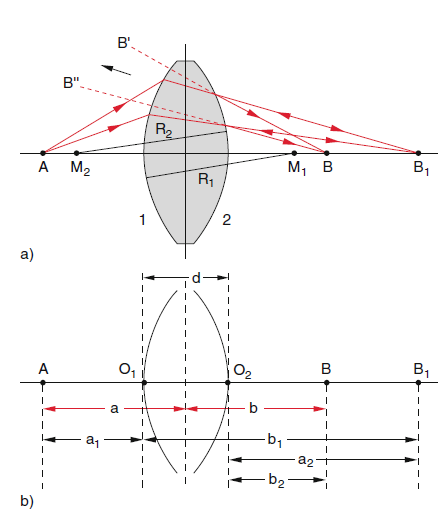 B'
B''
R₂
A M₂ M₁ B B₁
R₁
1 2
a)
d
A O₁ O₂ B B₁
a b
a₁ b₁
a₂
b₂
b)